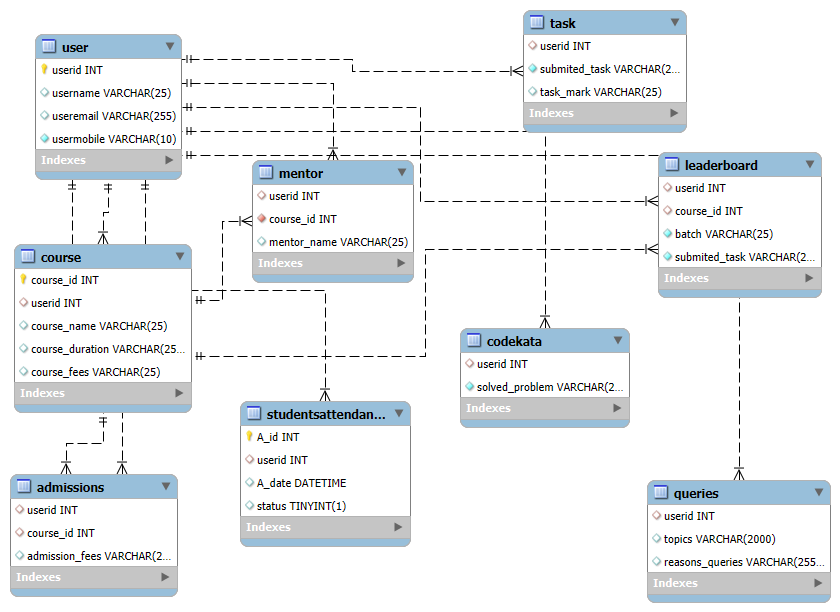 user
userid INT
username VARCHAR(25)
useremail VARCHAR(255)
usermobile VARCHAR(10)
Indexes
task
userid INT
submited_task VARCHAR(2...
task_mark VARCHAR(25)
Indexes
mentor
userid INT
course_id INT
mentor_name VARCHAR(25)
Indexes
leaderboard
userid INT
course_id INT
batch VARCHAR(25)
submited_task VARCHAR(2...
Indexes
course
course_id INT
userid INT
course_name VARCHAR(25)
course_duration VARCHAR(25...
course_fees VARCHAR(25)
Indexes
codekata
userid INT
solved_problem VARCHAR(2...
Indexes
studentsattendan...
A_id INT
userid INT
A_date DATETIME
status TINYINT(1)
Indexes
admissions
userid INT
course_id INT
admission_fees VARCHAR(2...
Indexes
queries
userid INT
topics VARCHAR(2000)
reasons_queries VARCHAR(255...
Indexes